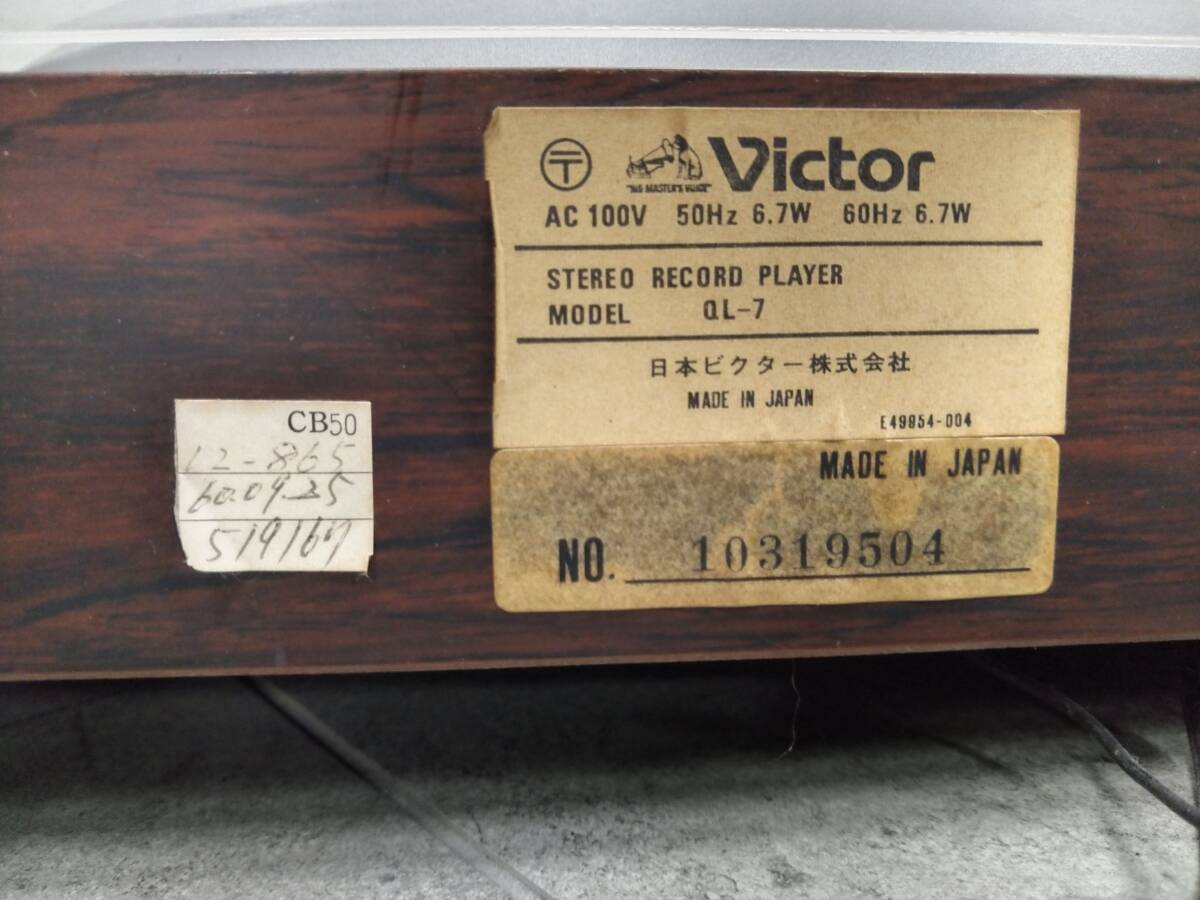 〒 "HIS MASTER'S VOICE" Victor
AC 100V 50Hz 6.7W 60Hz 6.7W
STEREO RECORD PLAYER
MODEL QL-7
日本ビクター株式会社
MADE IN JAPAN
E49954-004
MADE IN JAPAN
NO. 10319504
CB50
12-865
60.09.25
519167